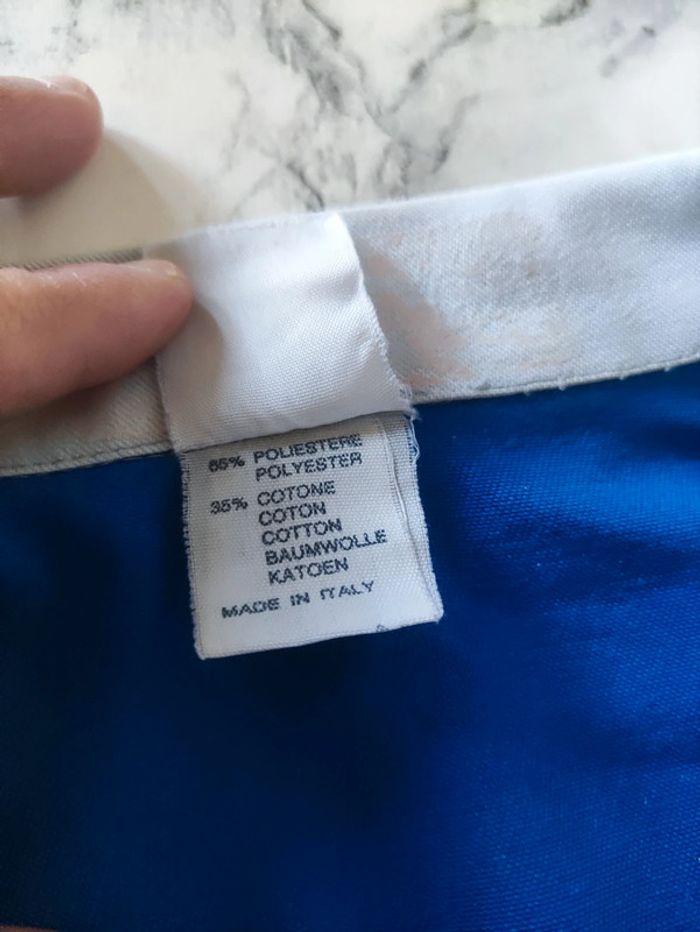 65% POLIESTERE
POLYESTER
35% COTONE
COTON
COTTON
BAUMWOLLE
KATOEN
MADE IN ITALY